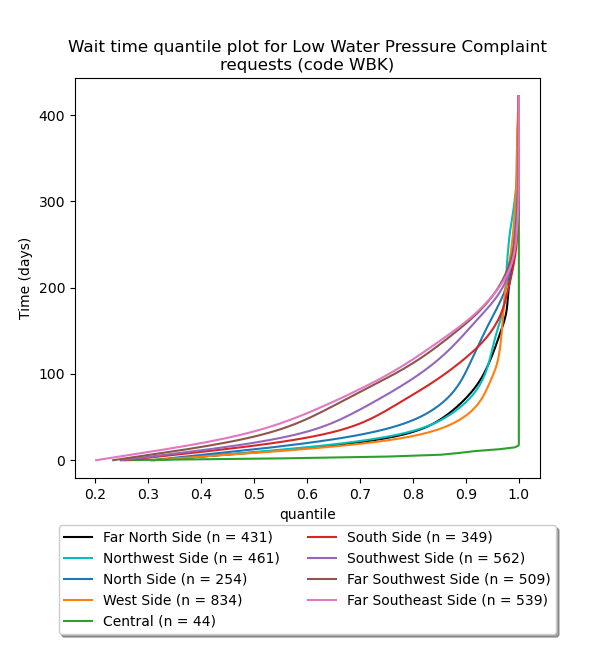 Wait time quantile plot for Low Water Pressure Complaint
requests (code WBK)
Time (days)
400
300
200
100
0
0.2 0.3 0.4 0.5 0.6 0.7 0.8 0.9 1.0
quantile
Far North Side (n = 431)
Northwest Side (n = 461)
North Side (n = 254)
West Side (n = 834)
Central (n = 44)
South Side (n = 349)
Southwest Side (n = 562)
Far Southwest Side (n = 509)
Far Southeast Side (n = 539)